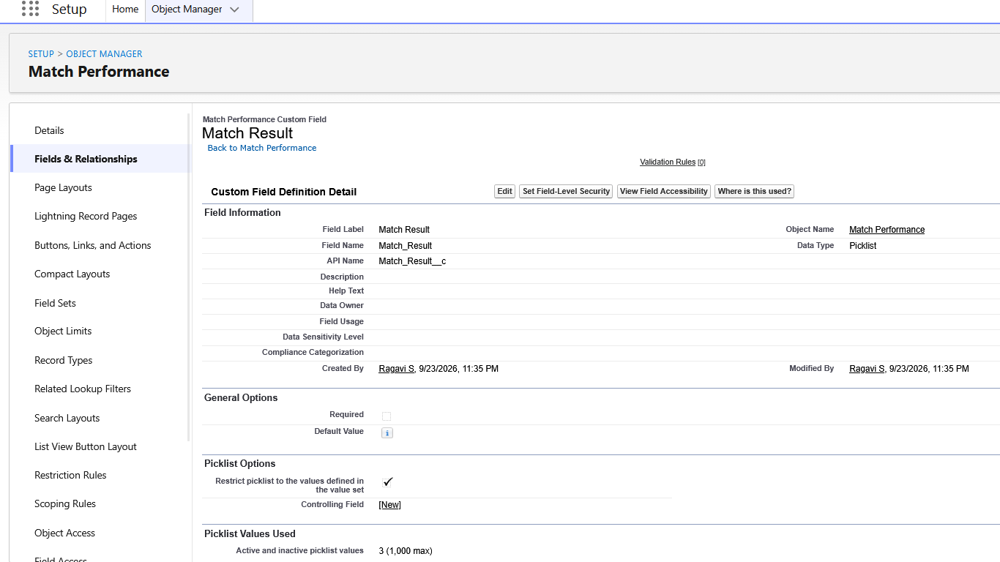 Setup
Home
Object Manager
SETUP > OBJECT MANAGER
Match Performance
Details
Fields & Relationships
Page Layouts
Lightning Record Pages
Buttons, Links, and Actions
Compact Layouts
Field Sets
Object Limits
Record Types
Related Lookup Filters
Search Layouts
List View Button Layout
Restriction Rules
Scoping Rules
Object Access
Field Access
Match Performance Custom Field
Match Result
Back to Match Performance
Validation Rules [0]
Custom Field Definition Detail
Edit
Set Field-Level Security
View Field Accessibility
Where is this used?
Field Information
Field Label Match Result Object Name Match Performance
Field Name Match_Result Data Type Picklist
API Name Match_Result__c
Description
Help Text
Data Owner
Field Usage
Data Sensitivity Level
Compliance Categorization
Created By Ragavi S, 9/23/2026, 11:35 PM Modified By Ragavi S, 9/23/2026, 11:35 PM
General Options
Required
Default Value
Picklist Options
Restrict picklist to the values defined in
the value set
Controlling Field [New]
Picklist Values Used
Active and inactive picklist values 3 (1,000 max)